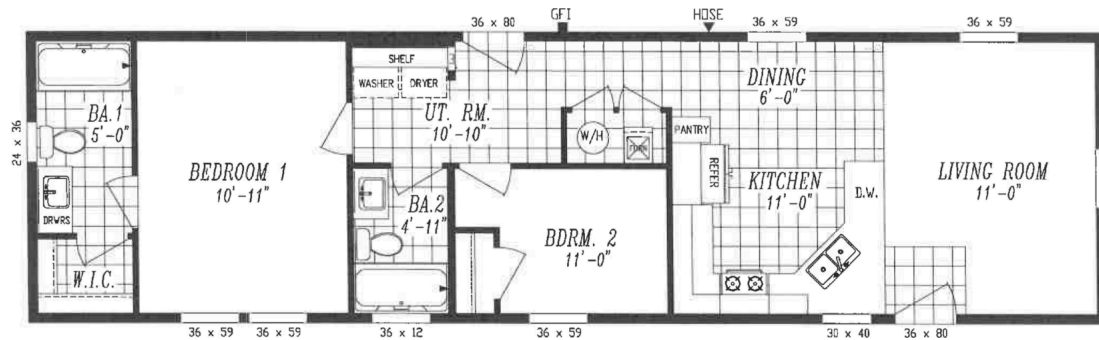 36 x 80
GFI
HOSE
36 x 59
36 x 59
SHELF
WASHER
DRYER
DINING
6'-0"
BA.1
5'-0"
UT. RM.
10'-10"
24 x 36
W/H
PANTRY
BEDROOM 1
10'-11"
REFER
KITCHEN
11'-0"
D.W.
LIVING ROOM
11'-0"
DRWRS
BA.2
4'-11"
BDRM. 2
11'-0"
W.I.C.
36 x 59
36 x 59
36 x 12
36 x 59
30 x 40
36 x 80